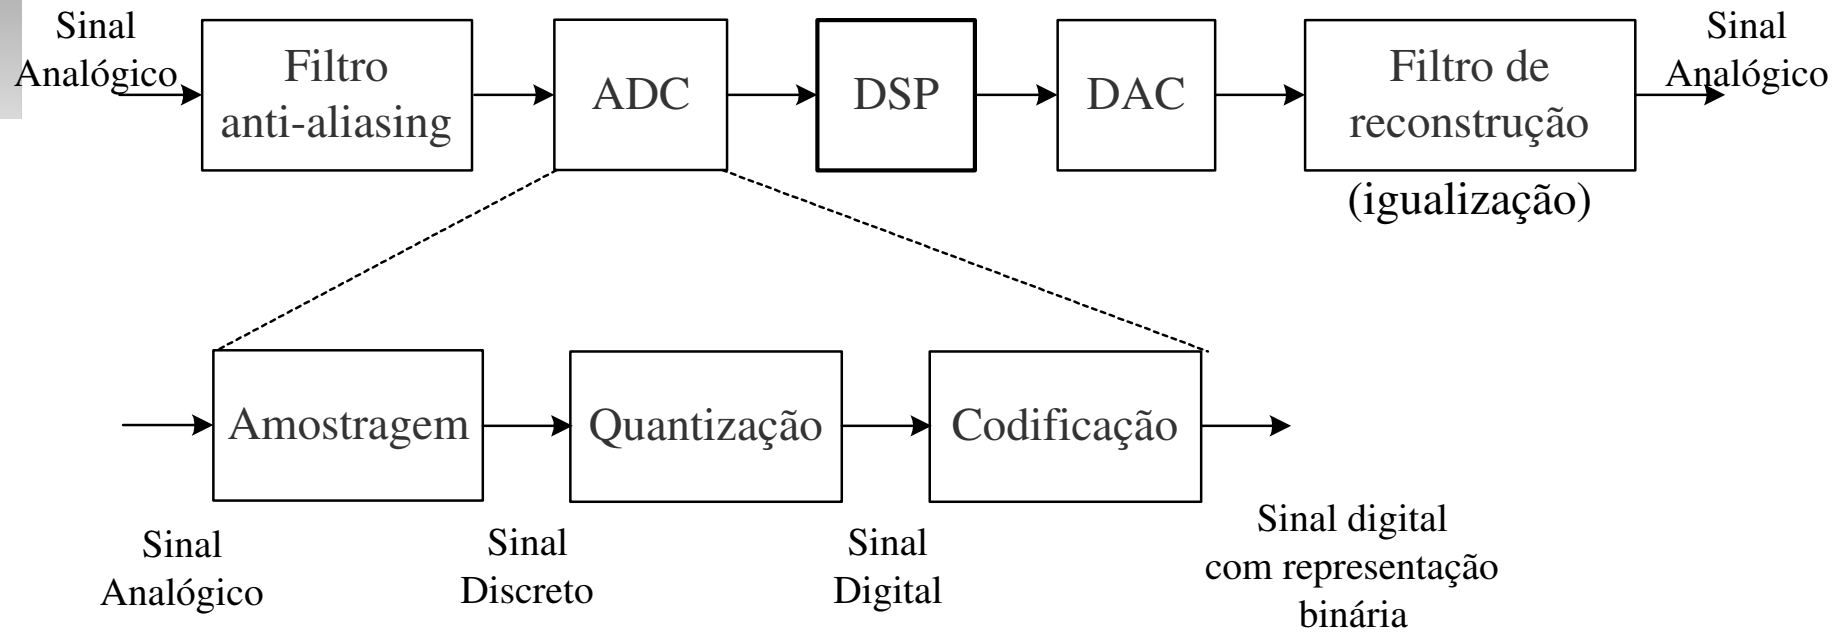 Sinal
Analógico
Filtro
anti-aliasing
ADC
DSP
DAC
Filtro de
reconstrução
(igualização)
Sinal
Analógico
Amostragem
Quantização
Codificação
Sinal
Analógico
Sinal
Discreto
Sinal
Digital
Sinal digital
com representação
binária